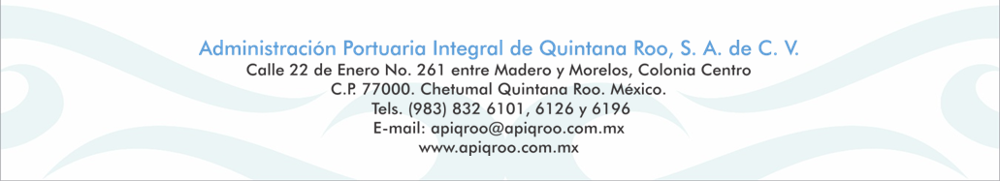 Administración Portuaria Integral de Quintana Roo, S. A. de C. V.
Calle 22 de Enero No. 261 entre Madero y Morelos, Colonia Centro
C.P. 77000. Chetumal Quintana Roo. México.
Tels. (983) 832 6101, 6126 y 6196
E-mail: apiqroo@apiqroo.com.mx
www.apiqroo.com.mx